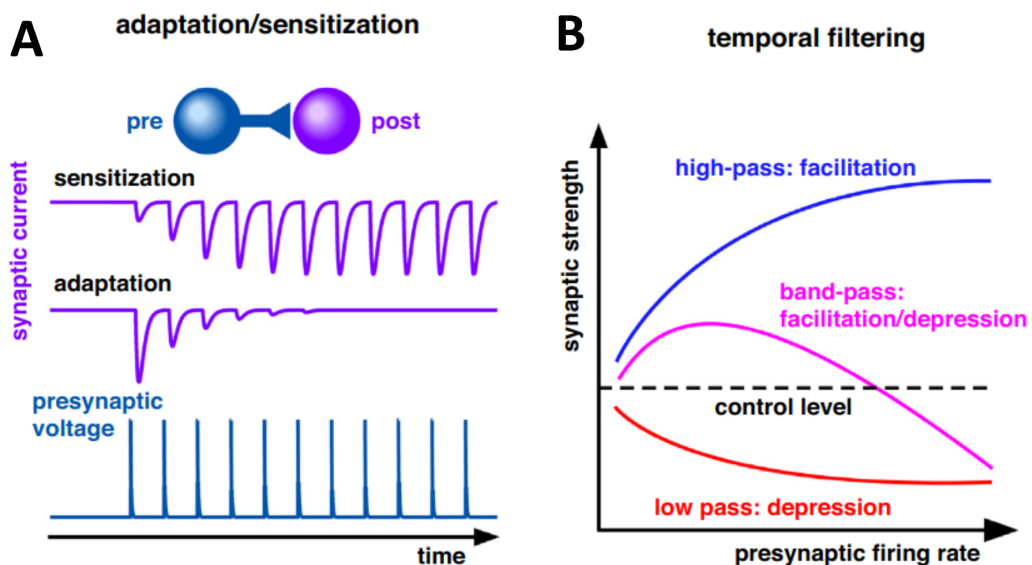 A
adaptation/sensitization
pre
post
synaptic current
sensitization
adaptation
presynaptic
voltage
time
B
temporal filtering
synaptic strength
high-pass: facilitation
band-pass:
facilitation/depression
control level
low pass: depression
presynaptic firing rate